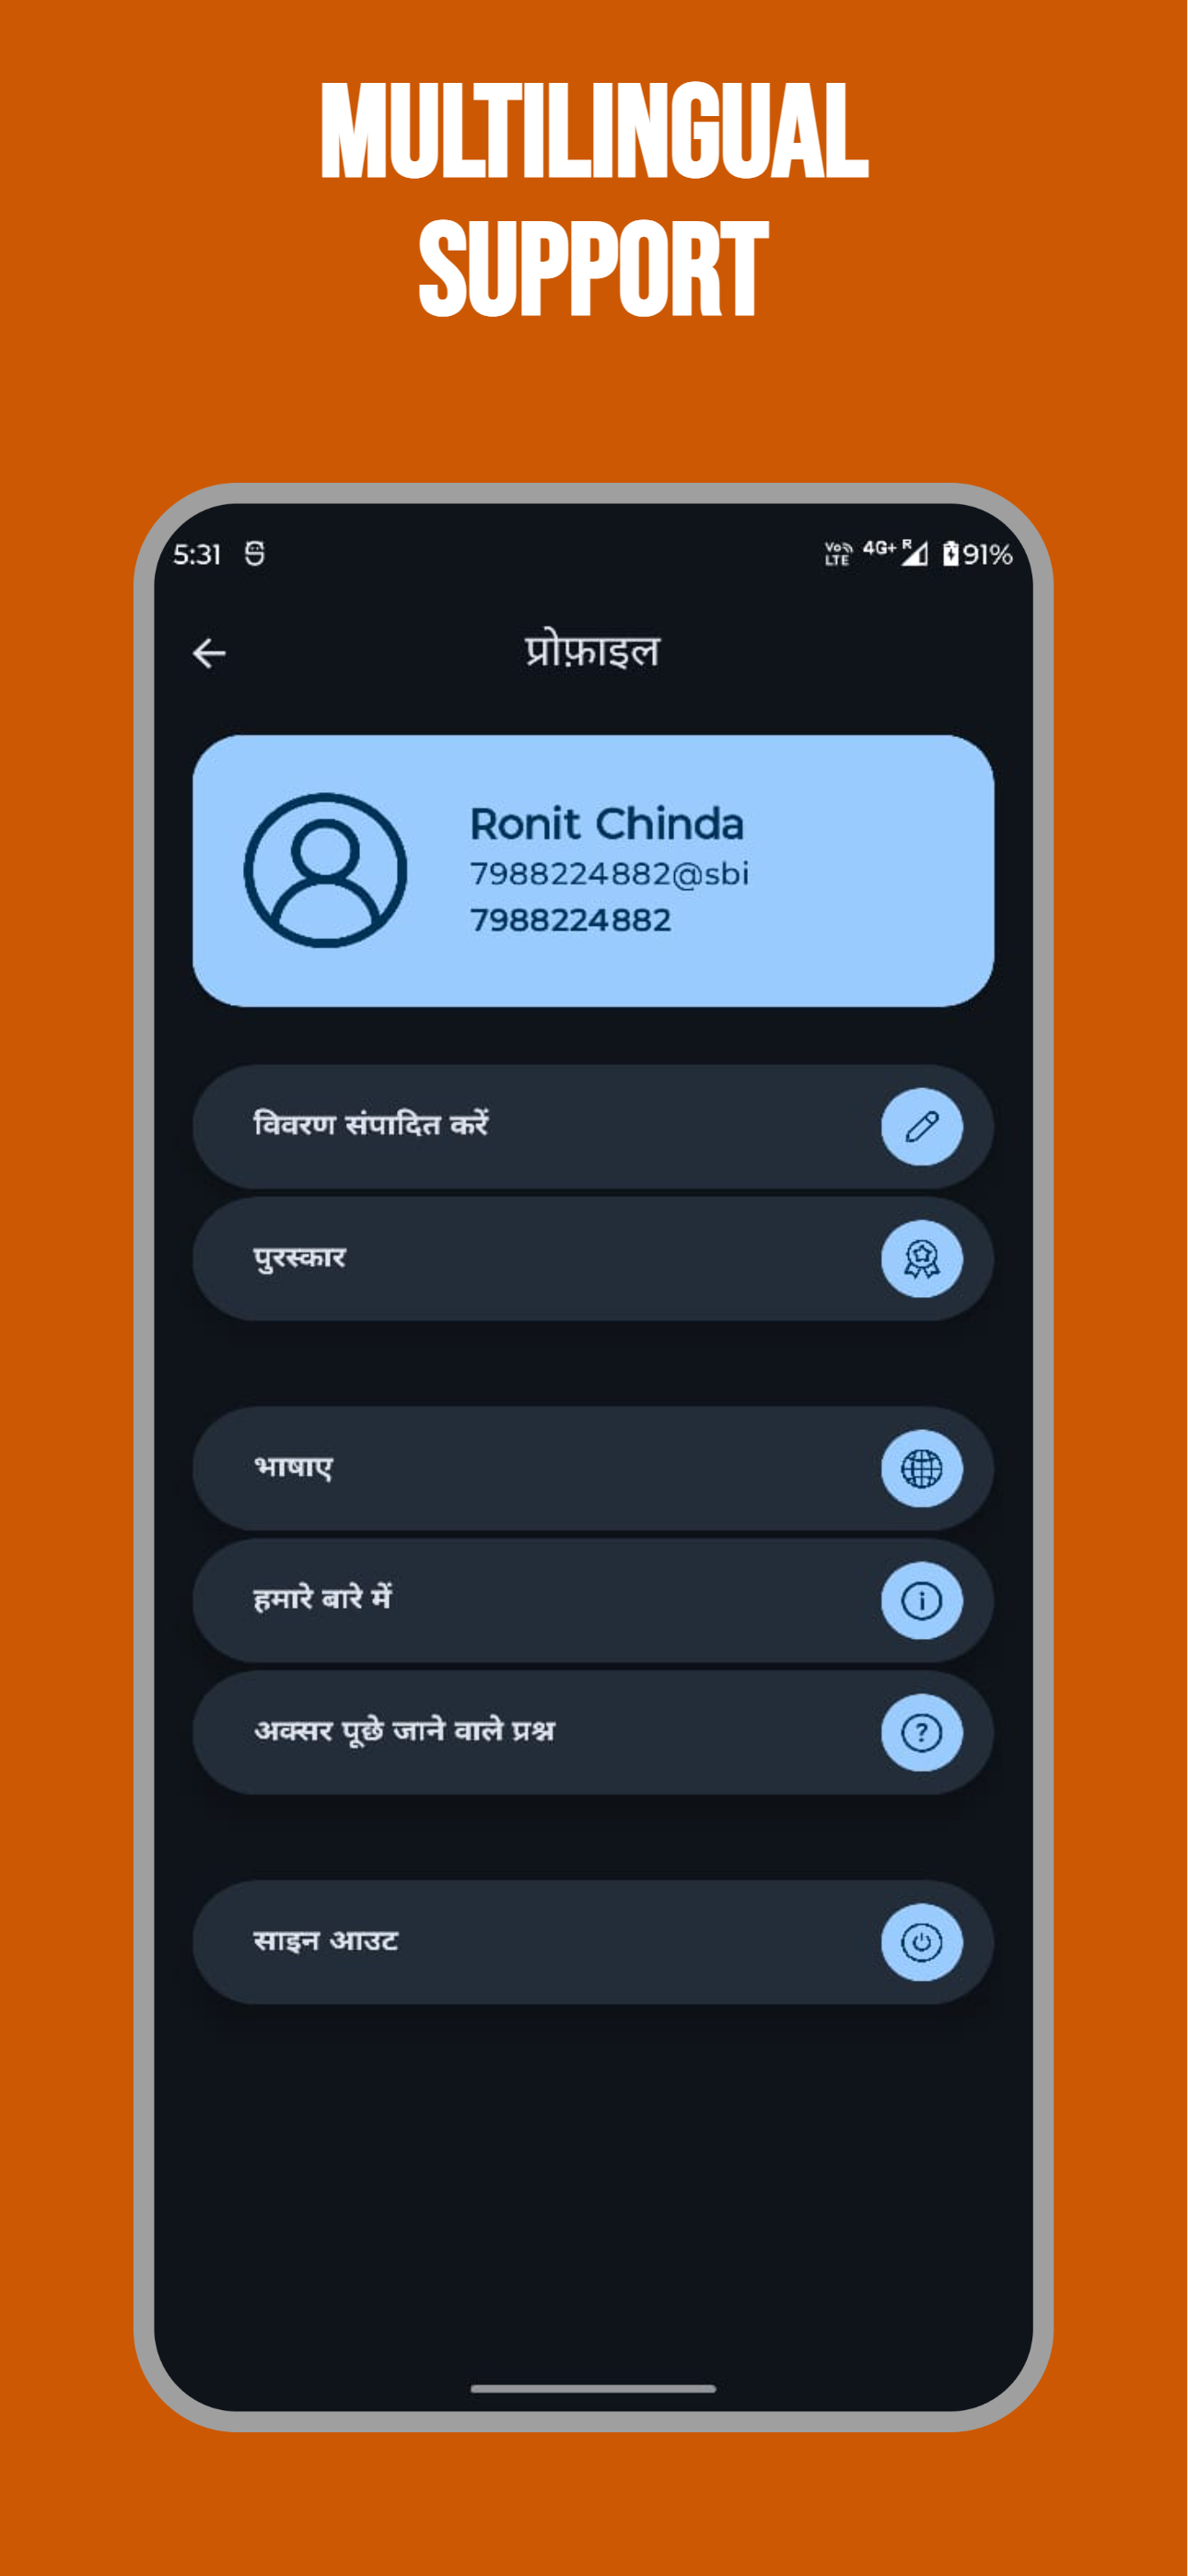 MULTILINGUAL
SUPPORT
5:31
Vo LTE 4G+ R 91%
प्रोफ़ाइल
Ronit Chinda
7988224882@sbi
7988224882
विवरण संपादित करें
पुरस्कार
भाषाए
हमारे बारे में
अक्सर पूछे जाने वाले प्रश्न
साइन आउट